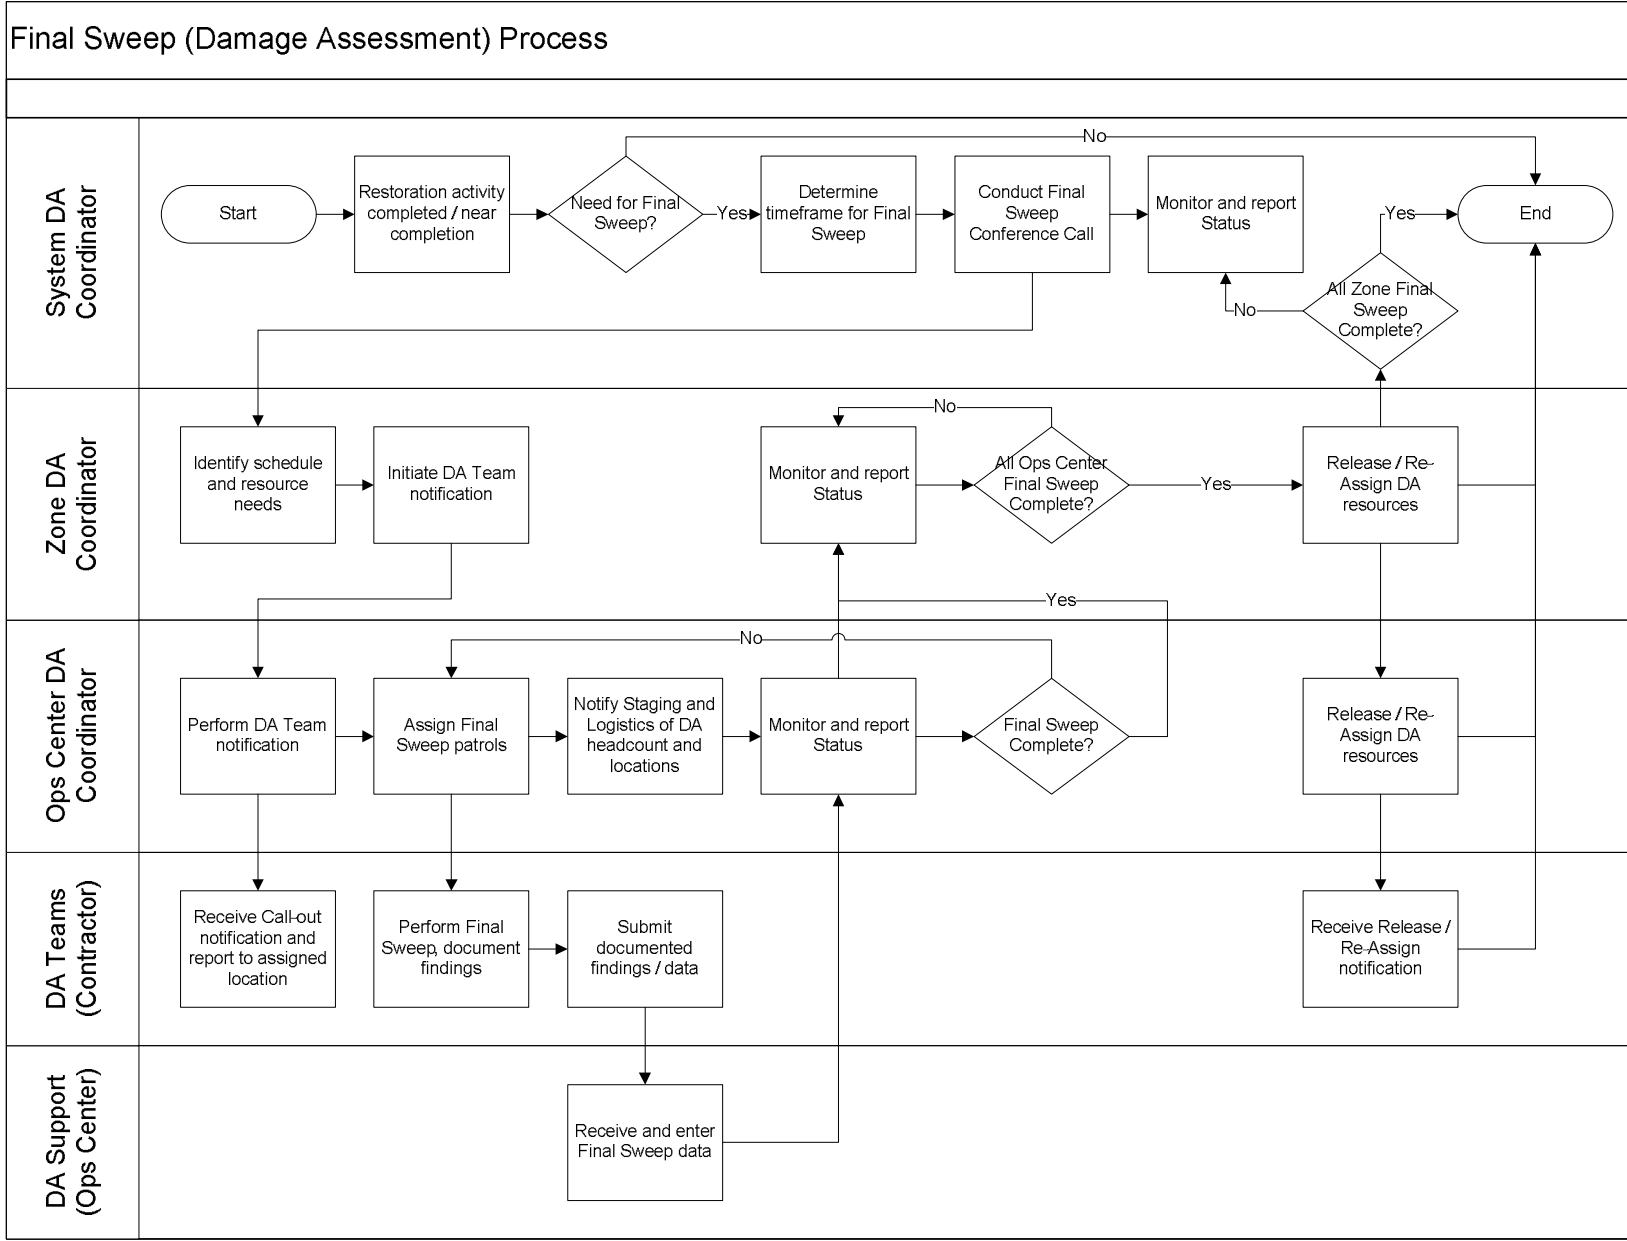 Final Sweep (Damage Assessment) Process
System DA
Coordinator
Start
Restoration activity
completed / near
completion
Need for Final
Sweep?
Yes
No
Determine
timeframe for Final
Sweep
Conduct Final
Sweep
Conference Call
Monitor and report
Status
All Zone Final
Sweep
Complete?
No
Yes
End
Zone DA
Coordinator
Identify schedule
and resource
needs
Initiate DA Team
notification
Monitor and report
Status
No
All Ops Center
Final Sweep
Complete?
Yes
Release / Re-
Assign DA
resources
Ops Center DA
Coordinator
Perform DA Team
notification
Assign Final
Sweep patrols
Notify Staging and
Logistics of DA
headcount and
locations
Monitor and report
Status
Final Sweep
Complete?
No
Yes
Release / Re-
Assign DA
resources
DA Teams
(Contractor)
Receive Call-out
notification and
report to assigned
location
Perform Final
Sweep, document
findings
Submit
documented
findings / data
Receive Release /
Re-Assign
notification
DA Support
(Ops Center)
Receive and enter
Final Sweep data